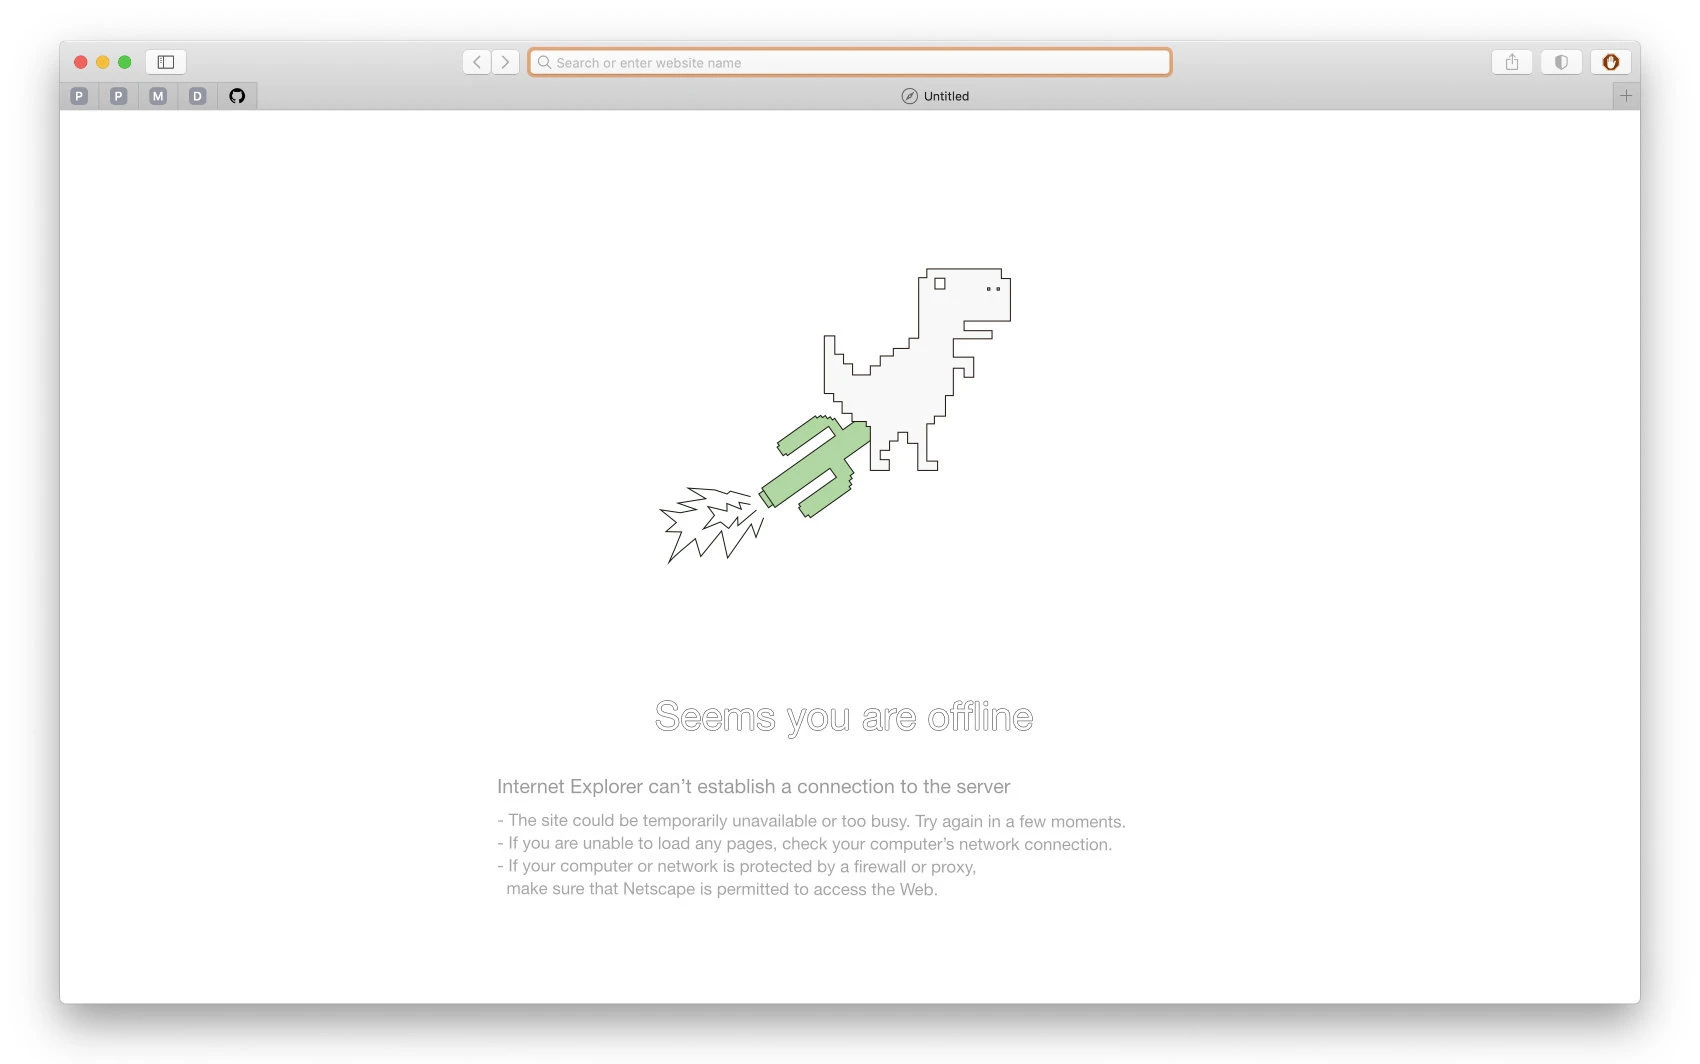 Search or enter website name
P P M D
Untitled
Seems you are offline
Internet Explorer can’t establish a connection to the server
- The site could be temporarily unavailable or too busy. Try again in a few moments.
- If you are unable to load any pages, check your computer’s network connection.
- If your computer or network is protected by a firewall or proxy,
make sure that Netscape is permitted to access the Web.